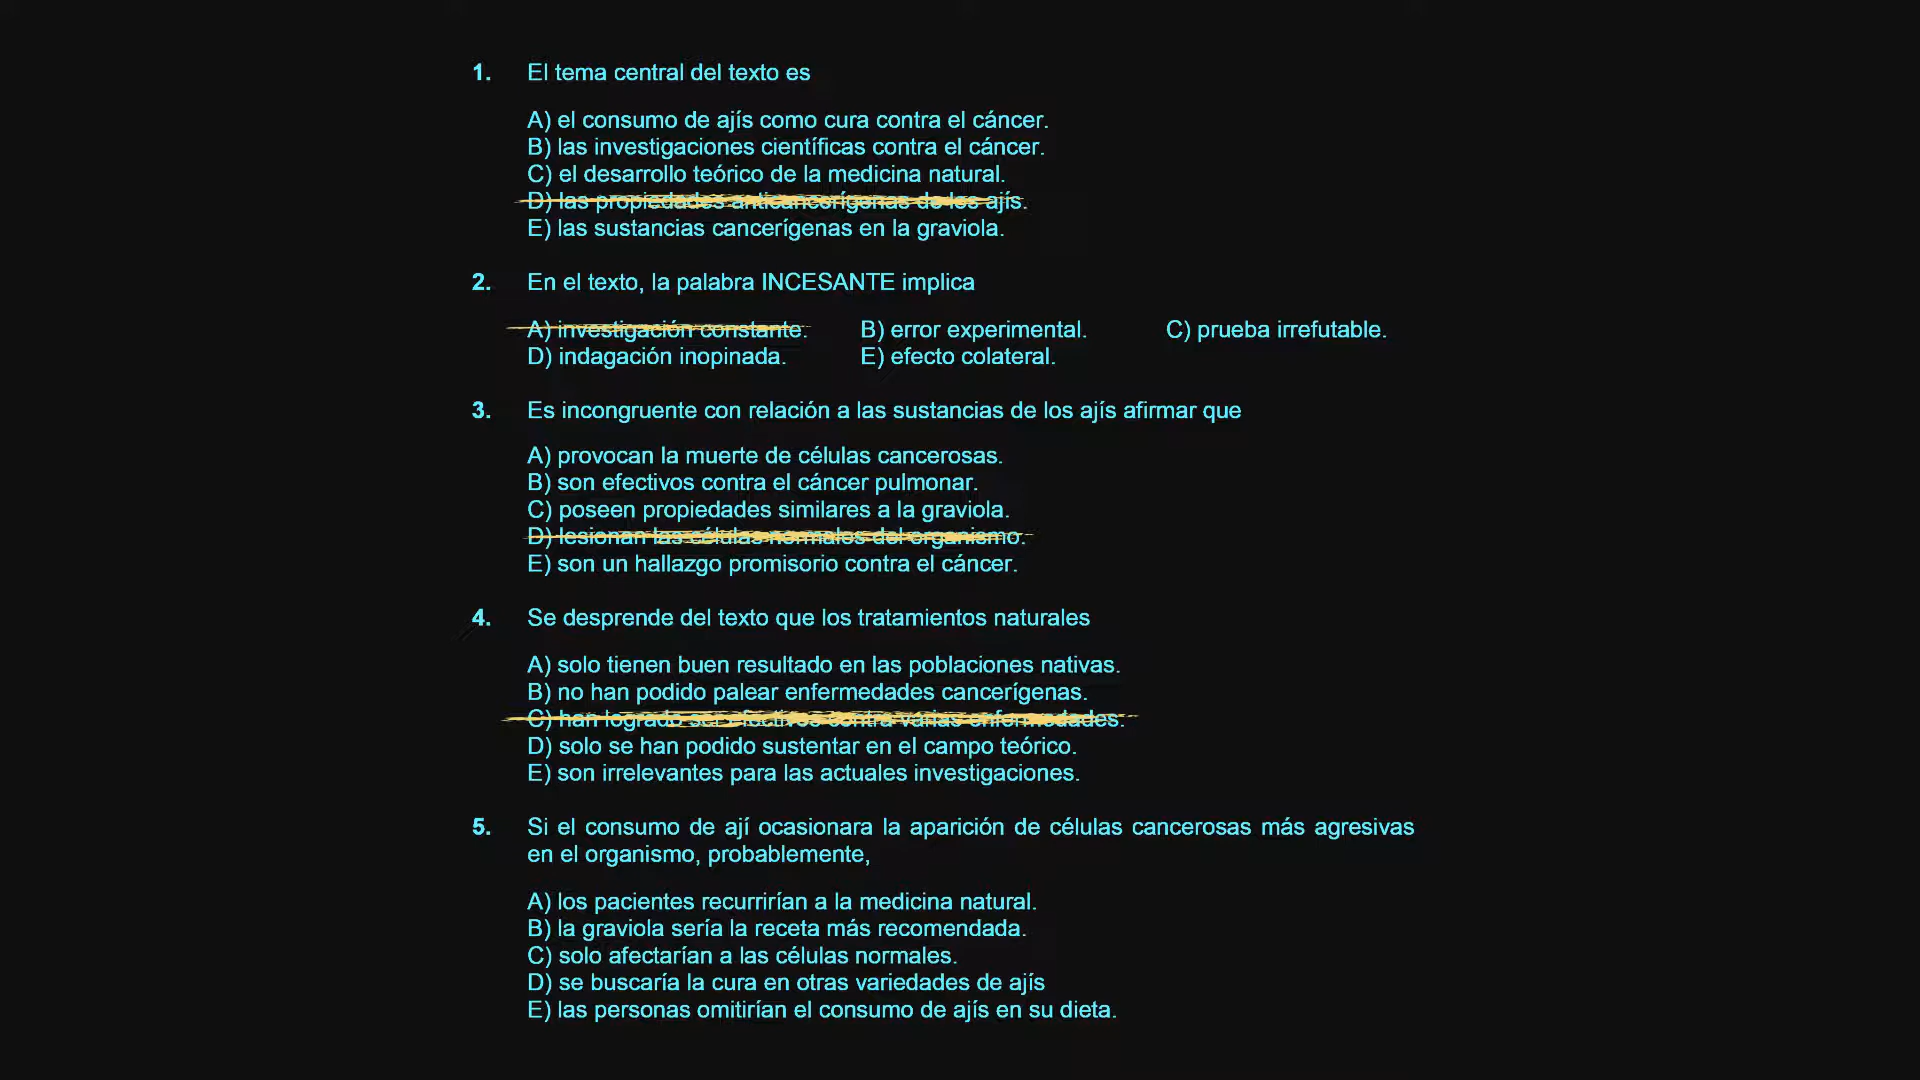 1. El tema central del texto es
A) el consumo de ajís como cura contra el cáncer.
B) las investigaciones científicas contra el cáncer.
C) el desarrollo teórico de la medicina natural.
D) las propiedades anticancerígenas de los ajís.
E) las sustancias cancerígenas en la graviola.
2. En el texto, la palabra INCESANTE implica
A) investigación constante. B) error experimental. C) prueba irrefutable.
D) indagación inopinada. E) efecto colateral.
3. Es incongruente con relación a las sustancias de los ajís afirmar que
A) provocan la muerte de células cancerosas.
B) son efectivos contra el cáncer pulmonar.
C) poseen propiedades similares a la graviola.
D) lesionan las células normales del organismo.
E) son un hallazgo promisorio contra el cáncer.
4. Se desprende del texto que los tratamientos naturales
A) solo tienen buen resultado en las poblaciones nativas.
B) no han podido palear enfermedades cancerígenas.
C) han logrado ser efectivos contra varias enfermedades.
D) solo se han podido sustentar en el campo teórico.
E) son irrelevantes para las actuales investigaciones.
5. Si el consumo de ají ocasionara la aparición de células cancerosas más agresivas
en el organismo, probablemente,
A) los pacientes recurrirían a la medicina natural.
B) la graviola sería la receta más recomendada.
C) solo afectarían a las células normales.
D) se buscaría la cura en otras variedades de ajís
E) las personas omitirían el consumo de ajís en su dieta.